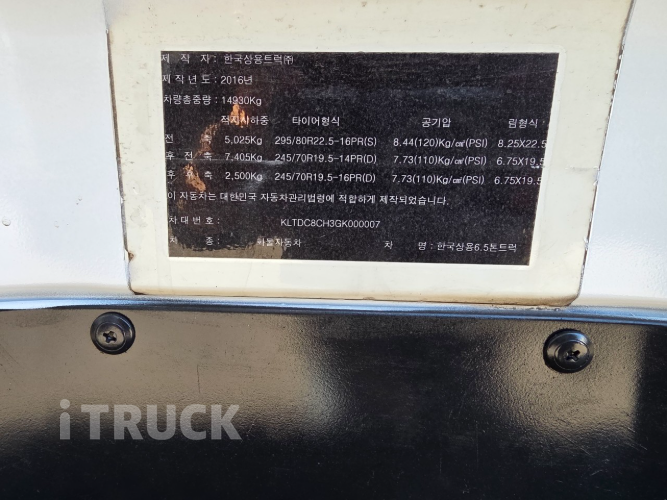 제 작 자 : 한국상용트럭㈜
제 작 년 도 : 2016년
차량총중량 : 14930Kg
적차시하중 타이어형식 공기압 림형식
전 축 5,025Kg 295/80R22.5-16PR(S) 8.44(120)Kg/㎠(PSI) 8.25X22.5
후 전 축 7,405Kg 245/70R19.5-14PR(D) 7.73(110)Kg/㎠(PSI) 6.75X19.5
후 축 2,500Kg 245/70R19.5-16PR(D) 7.73(110)Kg/㎠(PSI) 6.75X19.5
이 자동차는 대한민국 자동차관리법령에 적합하게 제작되었습니다.
차 대 번 호 : KLTDC8CH3GK000007
차 종 : 화물자동차 차 명 : 한국상용6.5톤트럭
iTRUCK